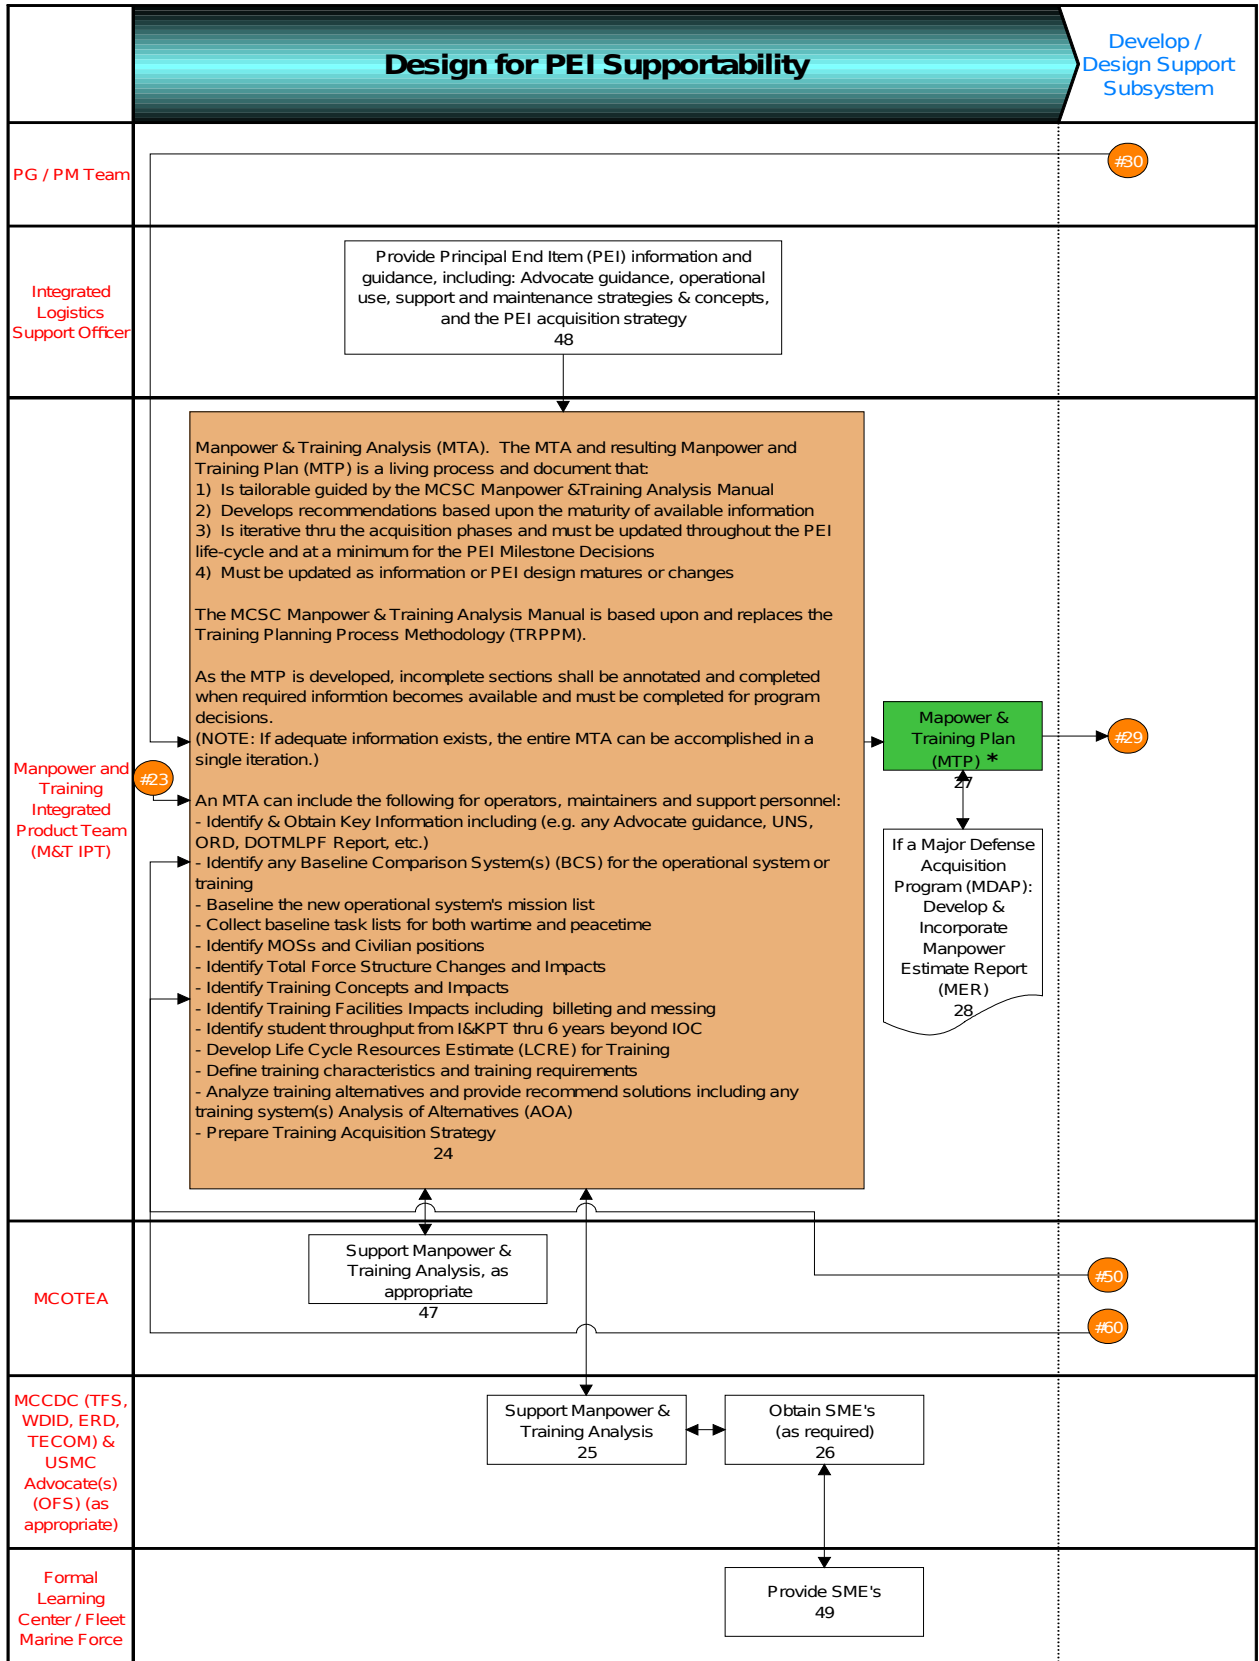 Design for PEI Supportability
Develop /
Design Support
Subsystem
PG / PM Team
#30
Integrated
Logistics
Support Officer
Provide Principal End Item (PEI) information and
guidance, including: Advocate guidance, operational
use, support and maintenance strategies & concepts,
and the PEI acquisition strategy
48
Manpower and
Training
Integrated
Product Team
(M&T IPT)
#23
Manpower & Training Analysis (MTA).  The MTA and resulting Manpower and
Training Plan (MTP) is a living process and document that:
1)  Is tailorable guided by the MCSC Manpower &Training Analysis Manual
2)  Develops recommendations based upon the maturity of available information
3)  Is iterative thru the acquisition phases and must be updated throughout the PEI
life-cycle and at a minimum for the PEI Milestone Decisions
4)  Must be updated as information or PEI design matures or changes
The MCSC Manpower & Training Analysis Manual is based upon and replaces the
Training Planning Process Methodology (TRPPM).
As the MTP is developed, incomplete sections shall be annotated and completed
when required informtion becomes available and must be completed for program
decisions.
(NOTE: If adequate information exists, the entire MTA can be accomplished in a
single iteration.)
An MTA can include the following for operators, maintainers and support personnel:
- Identify & Obtain Key Information including (e.g. any Advocate guidance, UNS,
ORD, DOTMLPF Report, etc.)
- Identify any Baseline Comparison System(s) (BCS) for the operational system or
training
- Baseline the new operational system's mission list
- Collect baseline task lists for both wartime and peacetime
- Identify MOSs and Civilian positions
- Identify Total Force Structure Changes and Impacts
- Identify Training Concepts and Impacts
- Identify Training Facilities Impacts including  billeting and messing
- Identify student throughput from I&KPT thru 6 years beyond IOC
- Develop Life Cycle Resources Estimate (LCRE) for Training
- Define training characteristics and training requirements
- Analyze training alternatives and provide recommend solutions including any
training system(s) Analysis of Alternatives (AOA)
- Prepare Training Acquisition Strategy
24
Mapower &
Training Plan
(MTP) *
27
#29
If a Major Defense
Acquisition
Program (MDAP):
Develop &
Incorporate
Manpower
Estimate Report
(MER)
28
MCOTEA
Support Manpower &
Training Analysis, as
appropriate
47
#50
#60
MCCDC (TFS,
WDID, ERD,
TECOM) &
USMC
Advocate(s)
(OFS) (as
appropriate)
Support Manpower &
Training Analysis
25
Obtain SME's
(as required)
26
Formal
Learning
Center / Fleet
Marine Force
Provide SME's
49